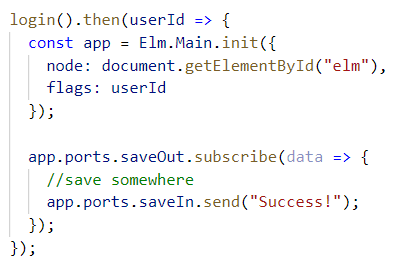 login().then(userId => {
  const app = Elm.Main.init({
    node: document.getElementById("elm"),
    flags: userId
  });

  app.ports.saveOut.subscribe(data => {
    //save somewhere
    app.ports.saveIn.send("Success!");
  });
});